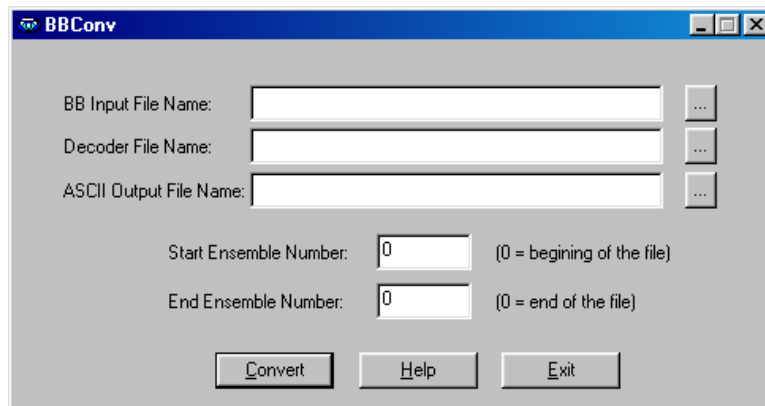 BBConv
BB Input File Name: ...
Decoder File Name: ...
ASCII Output File Name: ...
Start Ensemble Number: 0 (0 = begining of the file)
End Ensemble Number: 0 (0 = end of the file)
Convert Help Exit